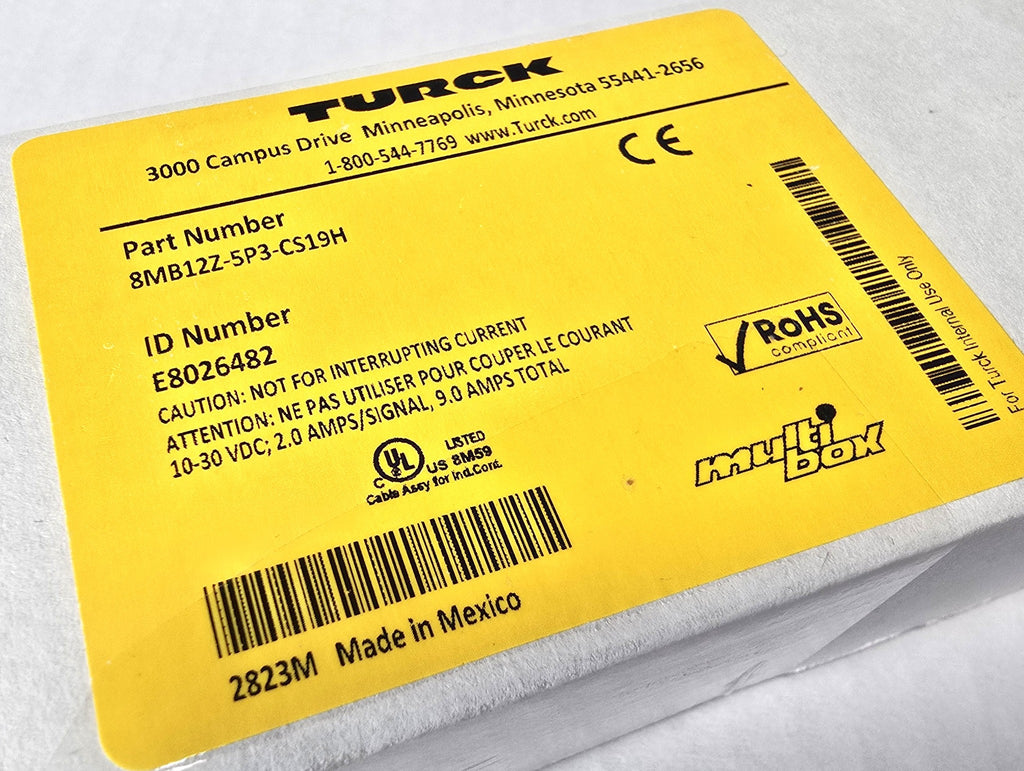 TURCK
3000 Campus Drive Minneapolis, Minnesota 55441-2656
1-800-544-7769 www.Turck.com
CE
Part Number
8MB12Z-5P3-CS19H
ID Number
E8026482
CAUTION: NOT FOR INTERRUPTING CURRENT
ATTENTION: NE PAS UTILISER POUR COUPER LE COURANT
10-30 VDC; 2.0 AMPS/SIGNAL, 9.0 AMPS TOTAL
C UL US LISTED 8M59
Cable Assy for Ind.Cont.
2823M Made in Mexico
RoHS
compliant
multi
box
For Turck Internal Use Only